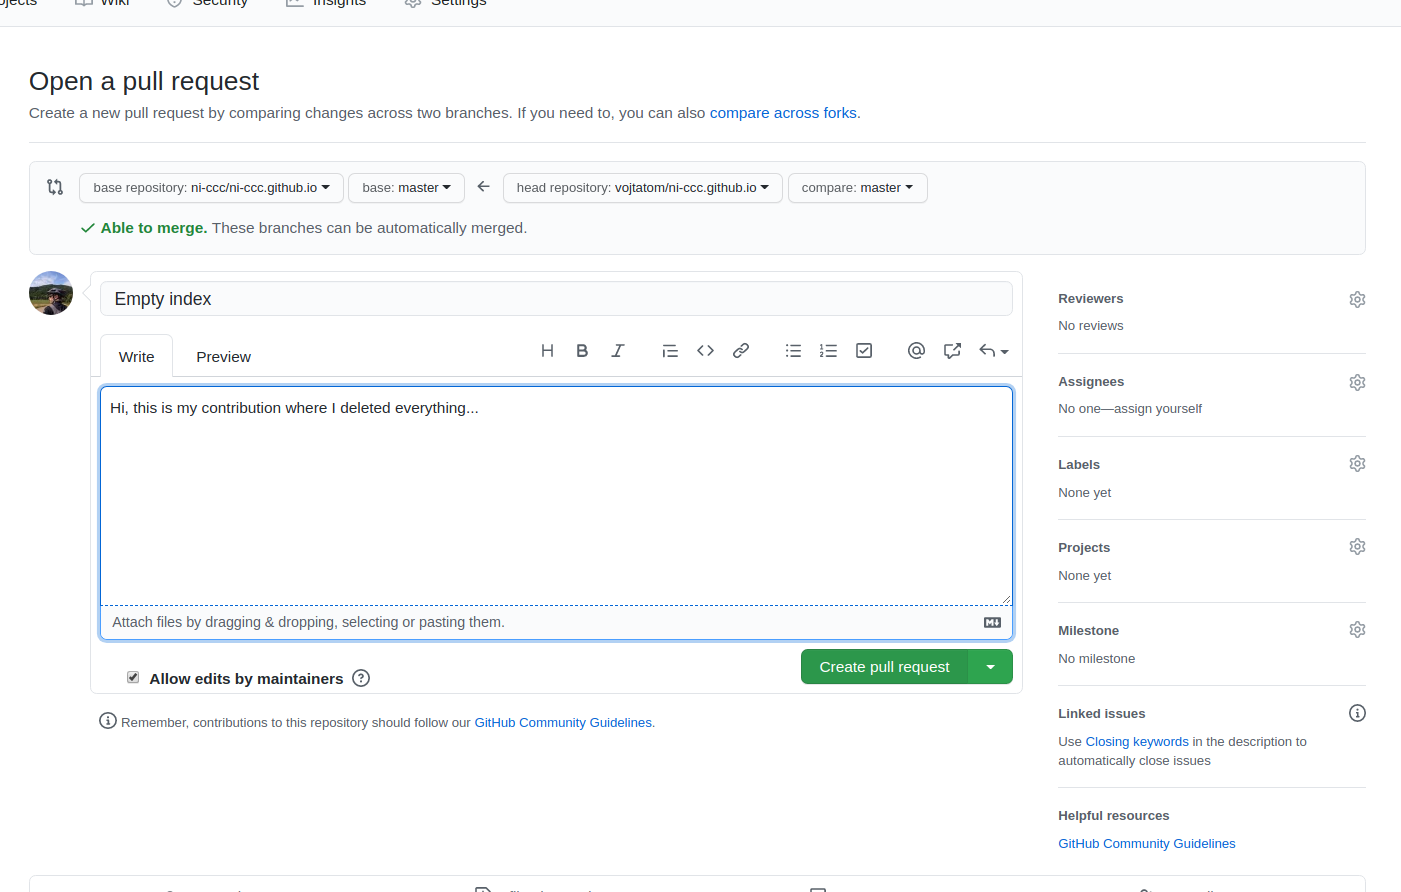 Wiki
Security
Insights
Settings
Open a pull request
Create a new pull request by comparing changes across two branches. If you need to, you can also compare across forks.
base repository: ni-ccc/ni-ccc.github.io
base: master
head repository: vojtatom/ni-ccc.github.io
compare: master
Able to merge. These branches can be automatically merged.
Empty index
Write
Preview
Hi, this is my contribution where I deleted everything...
Attach files by dragging & dropping, selecting or pasting them.
Allow edits by maintainers
Create pull request
Remember, contributions to this repository should follow our GitHub Community Guidelines.
Reviewers
No reviews
Assignees
No one—assign yourself
Labels
None yet
Projects
None yet
Milestone
No milestone
Linked issues
Use Closing keywords in the description to
automatically close issues
Helpful resources
GitHub Community Guidelines